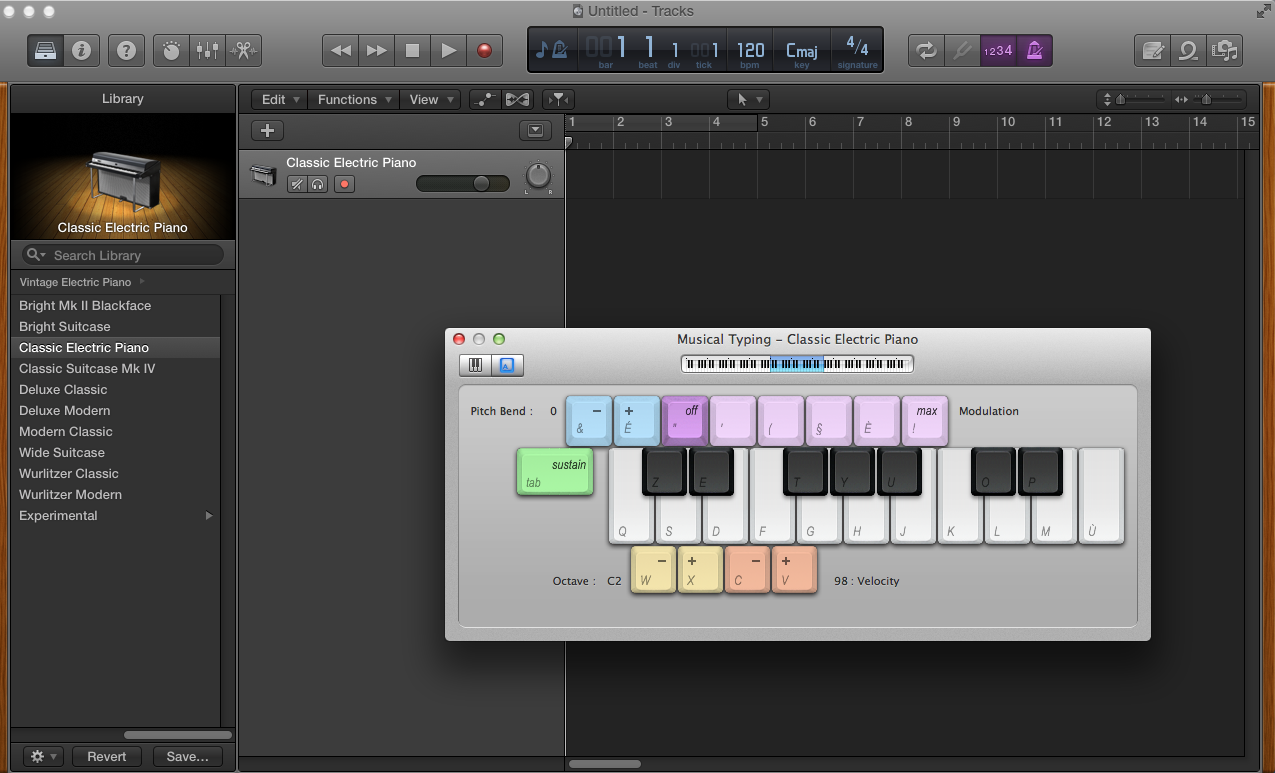 Untitled - Tracks
1234
00 1 1 1 00 1 120 Cmaj 4/4
bar beat div tick bpm key signature
Library
Edit Functions View
1 2 3 4 5 6 7 8 9 10 11 12 13 14 15
Classic Electric Piano
L R
Classic Electric Piano
Search Library
Vintage Electric Piano
Bright Mk II Blackface
Bright Suitcase
Classic Electric Piano
Classic Suitcase Mk IV
Deluxe Classic
Deluxe Modern
Modern Classic
Wide Suitcase
Wurlitzer Classic
Wurlitzer Modern
Experimental
Musical Typing – Classic Electric Piano
Pitch Bend : 0 − + off max Modulation
& É " ' ( § È !
sustain
tab
Z E T Y U O P
Q S D F G H J K L M Ù
− + − +
Octave : C2 W X C V 98 : Velocity
Revert Save...